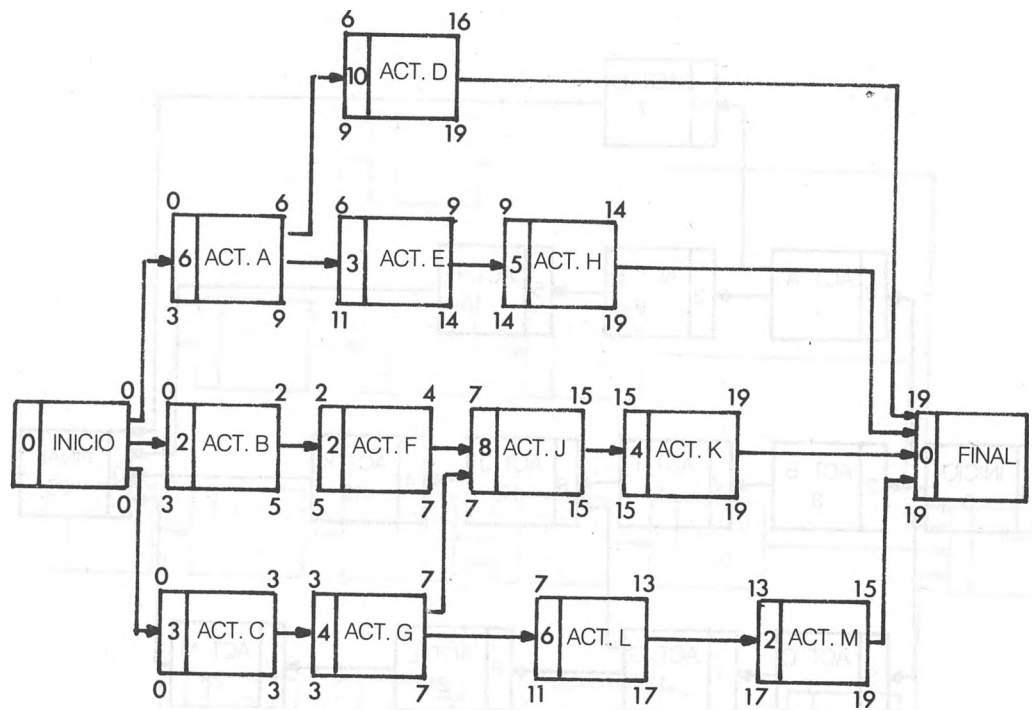 6 16
10 ACT. D
9 19
0 6 6 9 9 14
6 ACT. A 3 ACT. E 5 ACT. H
3 9 11 14 14 19
0 0 2 2 4 7 15 15 19 19
0 INICIO 2 ACT. B 2 ACT. F 8 ACT. J 4 ACT. K 0 FINAL
0 3 5 5 7 7 15 15 19 19
0 3 3 7 7 13 13 15
3 ACT. C 4 ACT. G 6 ACT. L 2 ACT. M
0 3 3 7 11 17 17 19